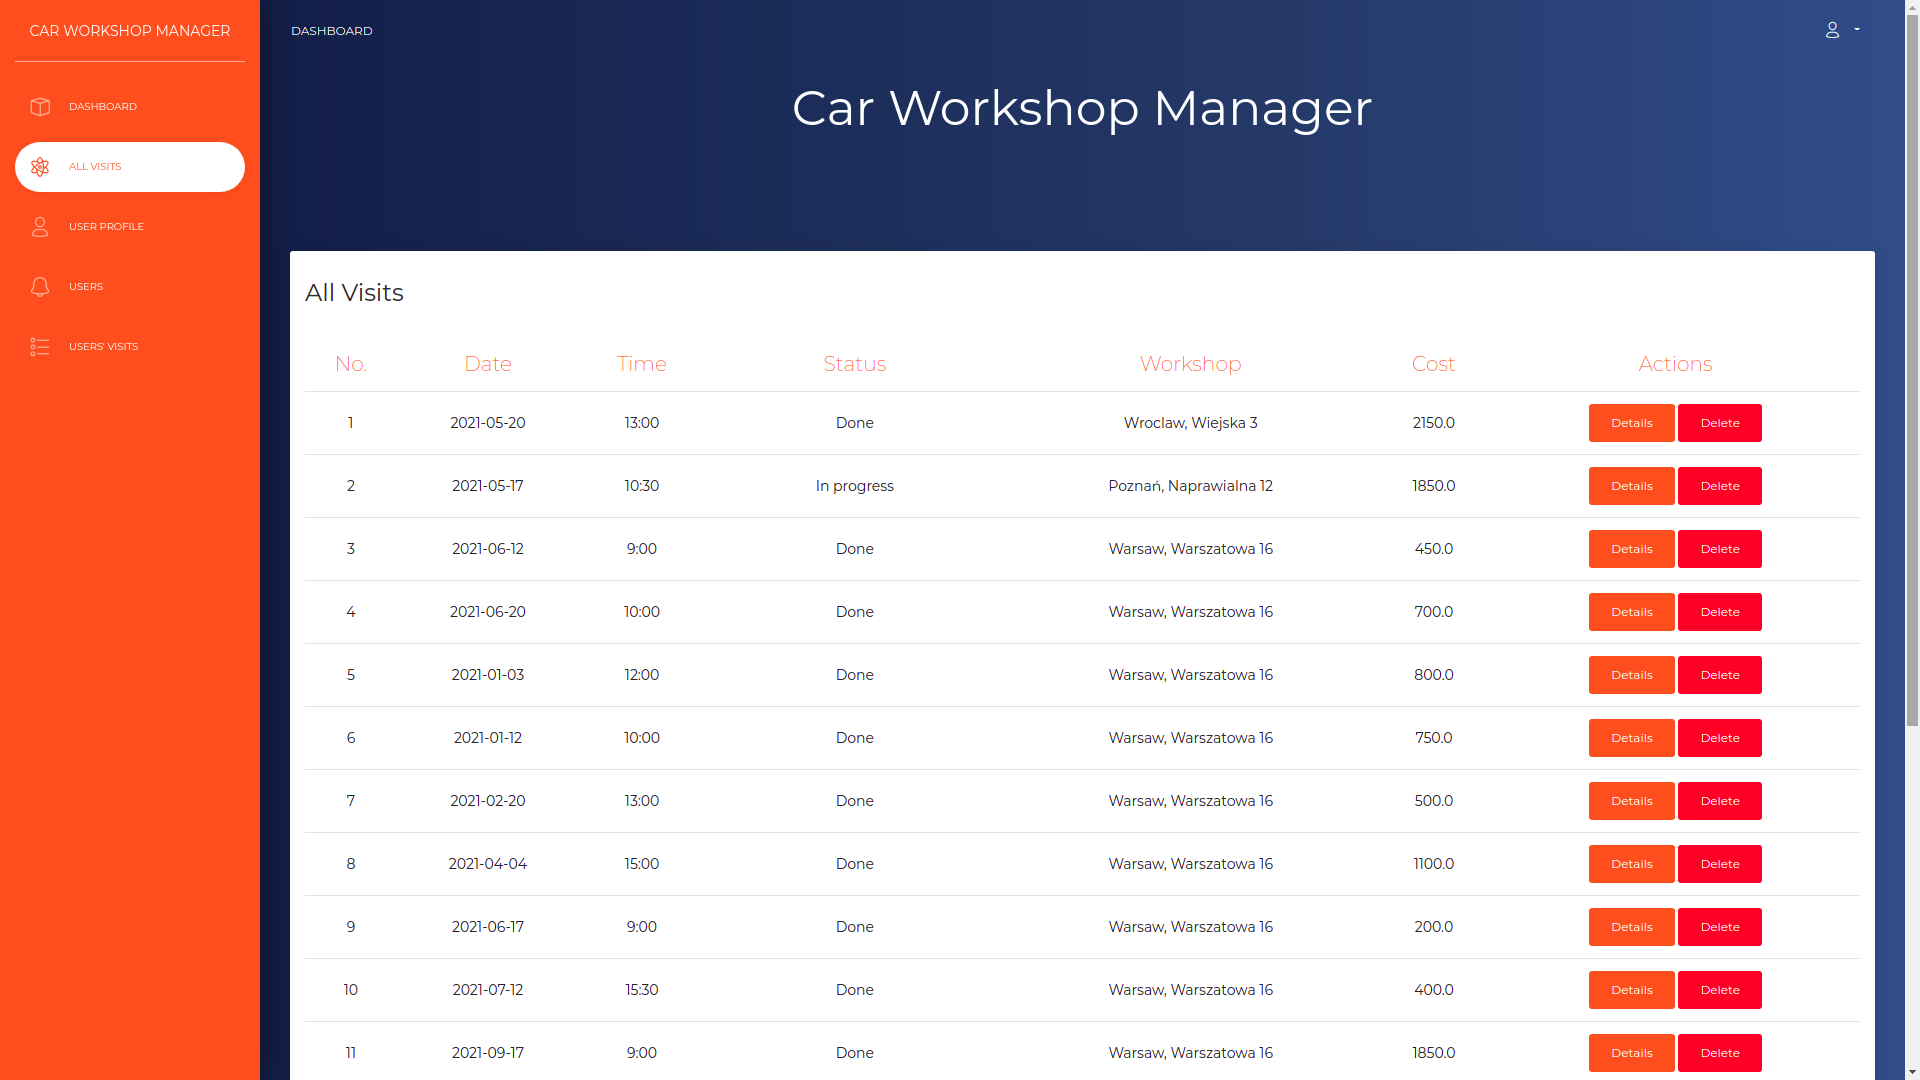 CAR WORKSHOP MANAGER
DASHBOARD
ALL VISITS
USER PROFILE
USERS
USERS' VISITS
DASHBOARD
Car Workshop Manager
All Visits
No. Date Time Status Workshop Cost Actions
1 2021-05-20 13:00 Done Wroclaw, Wiejska 3 2150.0 Details Delete
2 2021-05-17 10:30 In progress Poznań, Naprawialna 12 1850.0 Details Delete
3 2021-06-12 9:00 Done Warsaw, Warszatowa 16 450.0 Details Delete
4 2021-06-20 10:00 Done Warsaw, Warszatowa 16 700.0 Details Delete
5 2021-01-03 12:00 Done Warsaw, Warszatowa 16 800.0 Details Delete
6 2021-01-12 10:00 Done Warsaw, Warszatowa 16 750.0 Details Delete
7 2021-02-20 13:00 Done Warsaw, Warszatowa 16 500.0 Details Delete
8 2021-04-04 15:00 Done Warsaw, Warszatowa 16 1100.0 Details Delete
9 2021-06-17 9:00 Done Warsaw, Warszatowa 16 200.0 Details Delete
10 2021-07-12 15:30 Done Warsaw, Warszatowa 16 400.0 Details Delete
11 2021-09-17 9:00 Done Warsaw, Warszatowa 16 1850.0 Details Delete